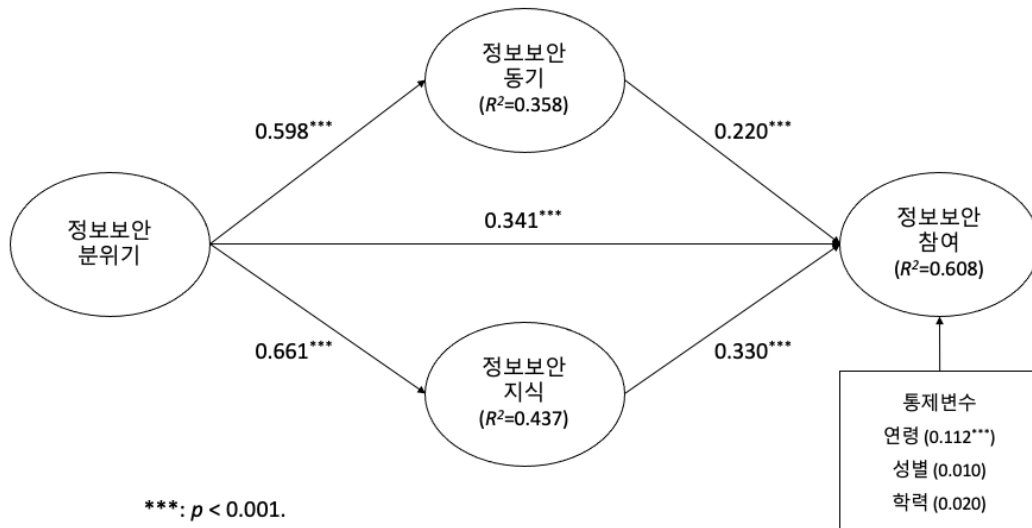 정보보안
동기
(R²=0.358)
0.598***
0.220***
정보보안
분위기
0.341***
정보보안
참여
(R²=0.608)
0.661***
0.330***
정보보안
지식
(R²=0.437)
통제변수
연령 (0.112***)
성별 (0.010)
학력 (0.020)
***: p < 0.001.